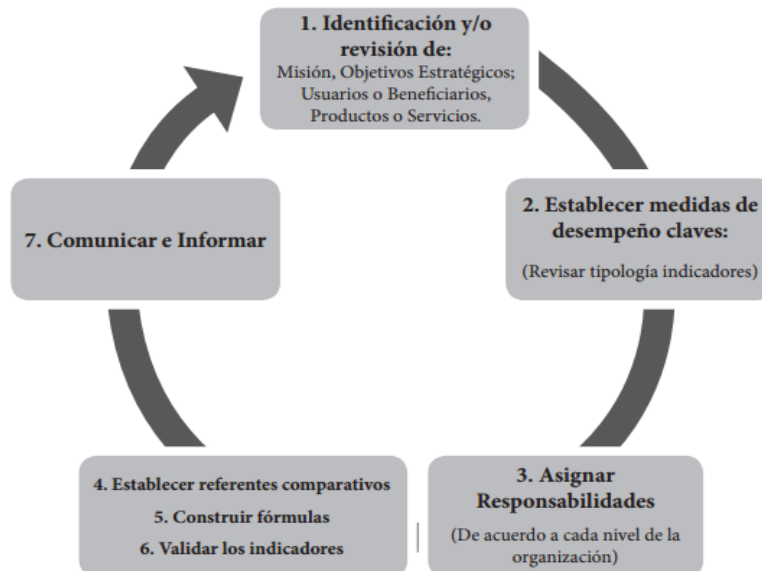 1. Identificación y/o
revisión de:
Misión, Objetivos Estratégicos;
Usuarios o Beneficiarios,
Productos o Servicios.
2. Establecer medidas de
desempeño claves:
(Revisar tipología indicadores)
3. Asignar
Responsabilidades
(De acuerdo a cada nivel de la
organización)
4. Establecer referentes comparativos
5. Construir fórmulas
6. Validar los indicadores
7. Comunicar e Informar